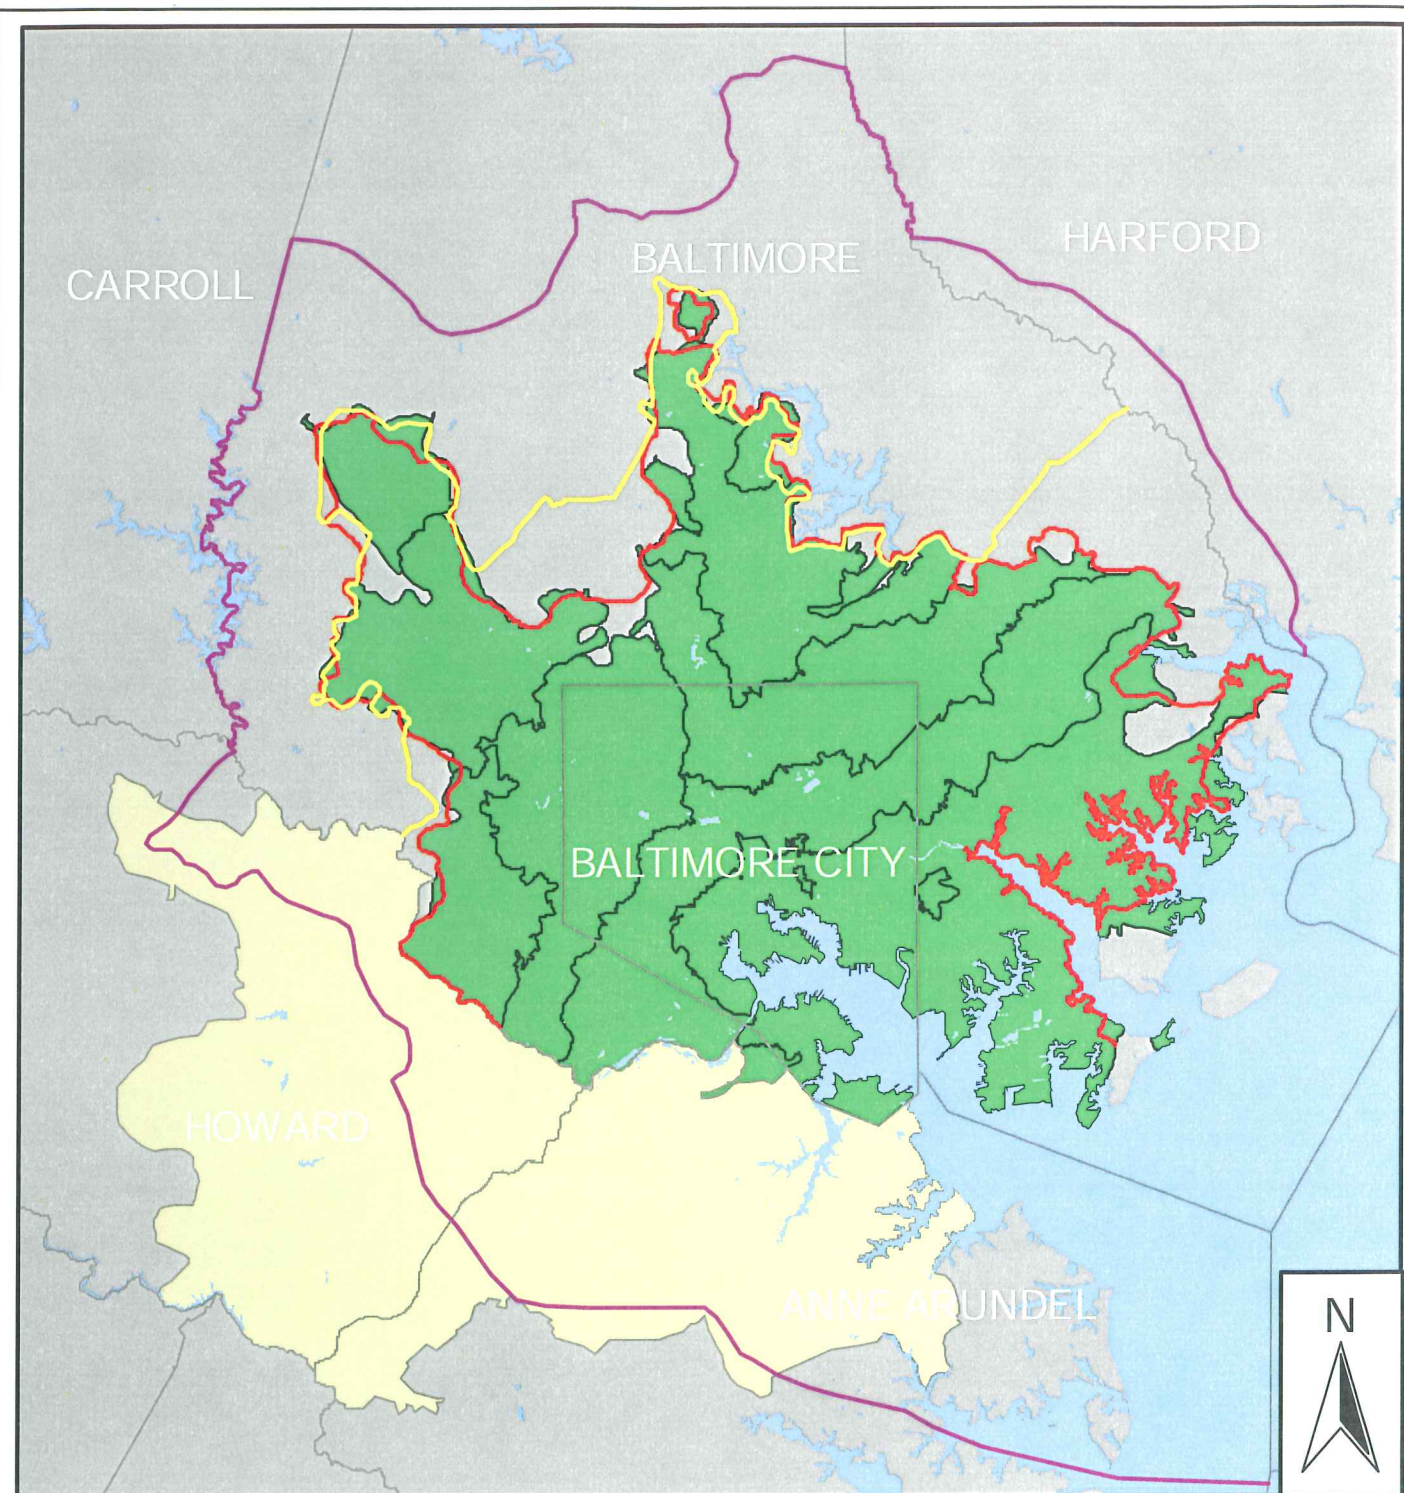 HARFORD
BALTIMORE
CARROLL
BALTIMORE CITY
HOWARD
ANNE ARUNDEL
N